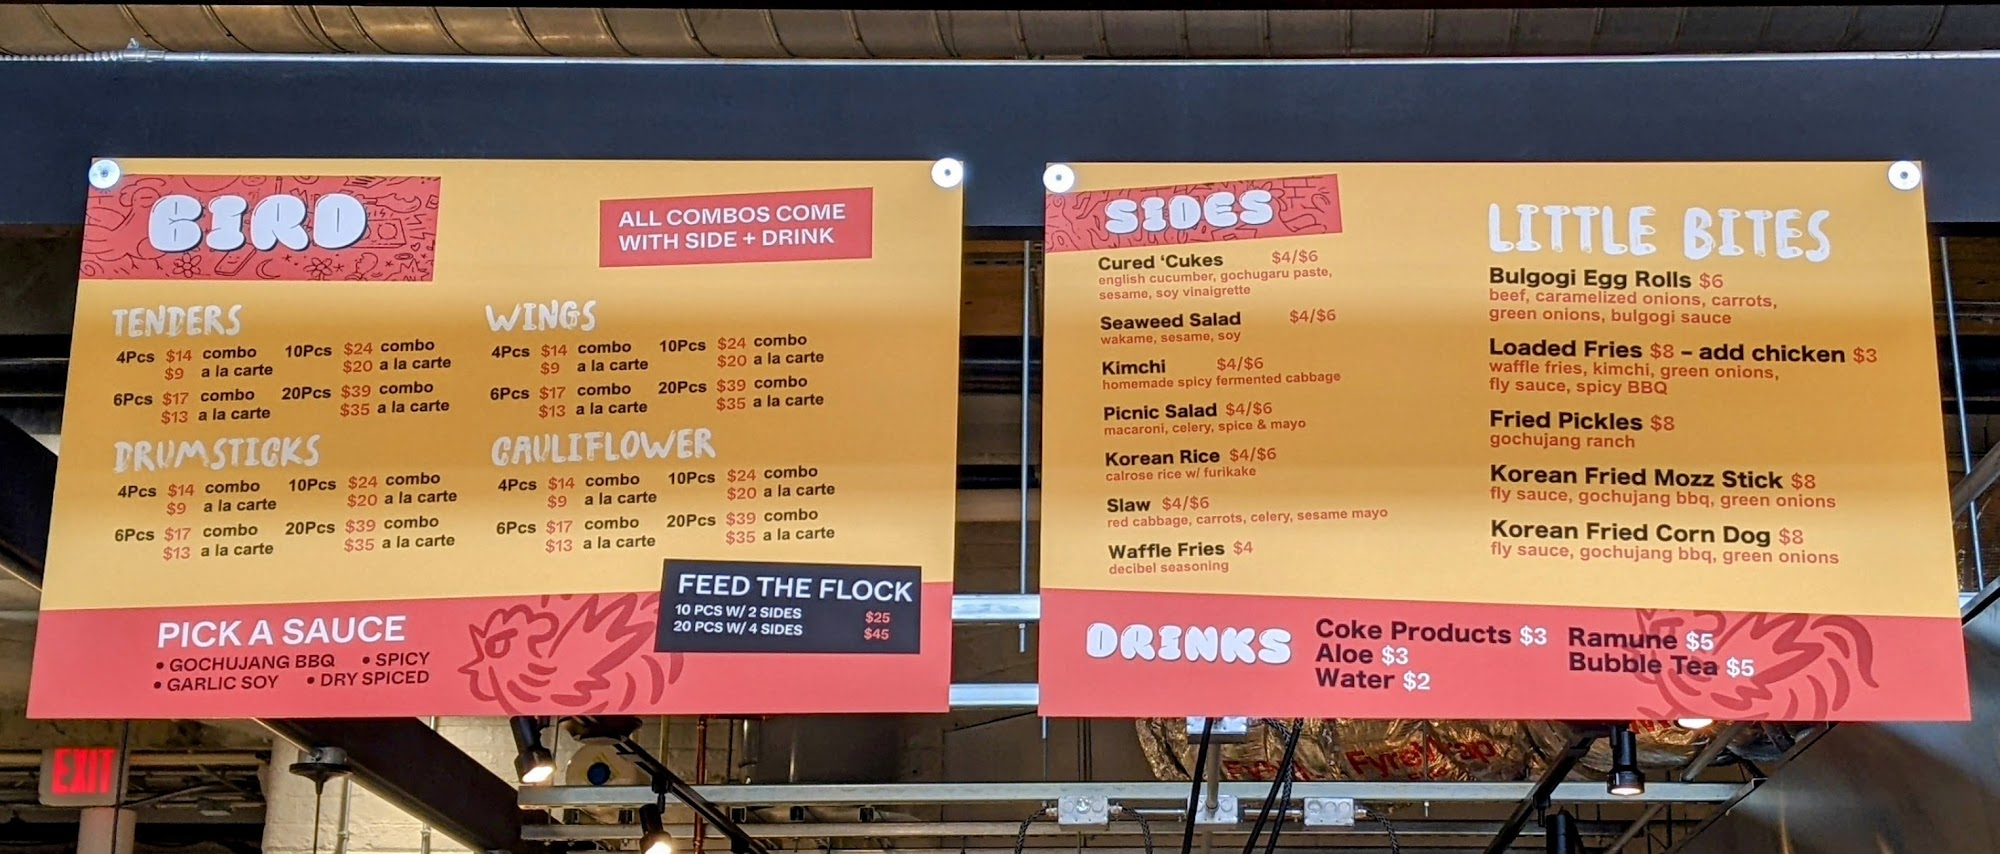 BIRD
ALL COMBOS COME
WITH SIDE + DRINK
TENDERS
4Pcs $14 combo 10Pcs $24 combo
$9 a la carte $20 a la carte
6Pcs $17 combo 20Pcs $39 combo
$13 a la carte $35 a la carte
WINGS
4Pcs $14 combo 10Pcs $24 combo
$9 a la carte $20 a la carte
6Pcs $17 combo 20Pcs $39 combo
$13 a la carte $35 a la carte
DRUMSTICKS
4Pcs $14 combo 10Pcs $24 combo
$9 a la carte $20 a la carte
6Pcs $17 combo 20Pcs $39 combo
$13 a la carte $35 a la carte
CAULIFLOWER
4Pcs $14 combo 10Pcs $24 combo
$9 a la carte $20 a la carte
6Pcs $17 combo 20Pcs $39 combo
$13 a la carte $35 a la carte
PICK A SAUCE
• GOCHUJANG BBQ • SPICY
• GARLIC SOY • DRY SPICED
FEED THE FLOCK
10 PCS W/ 2 SIDES $25
20 PCS W/ 4 SIDES $45
SIDES
Cured ‘Cukes $4/$6
english cucumber, gochugaru paste,
sesame, soy vinaigrette
Seaweed Salad $4/$6
wakame, sesame, soy
Kimchi $4/$6
homemade spicy fermented cabbage
Picnic Salad $4/$6
macaroni, celery, spice & mayo
Korean Rice $4/$6
calrose rice w/ furikake
Slaw $4/$6
red cabbage, carrots, celery, sesame mayo
Waffle Fries $4
decibel seasoning
LITTLE BITES
Bulgogi Egg Rolls $6
beef, caramelized onions, carrots,
green onions, bulgogi sauce
Loaded Fries $8 – add chicken $3
waffle fries, kimchi, green onions,
fly sauce, spicy BBQ
Fried Pickles $8
gochujang ranch
Korean Fried Mozz Stick $8
fly sauce, gochujang bbq, green onions
Korean Fried Corn Dog $8
fly sauce, gochujang bbq, green onions
DRINKS
Coke Products $3
Aloe $3
Water $2
Ramune $5
Bubble Tea $5
EXIT
FyreWrap